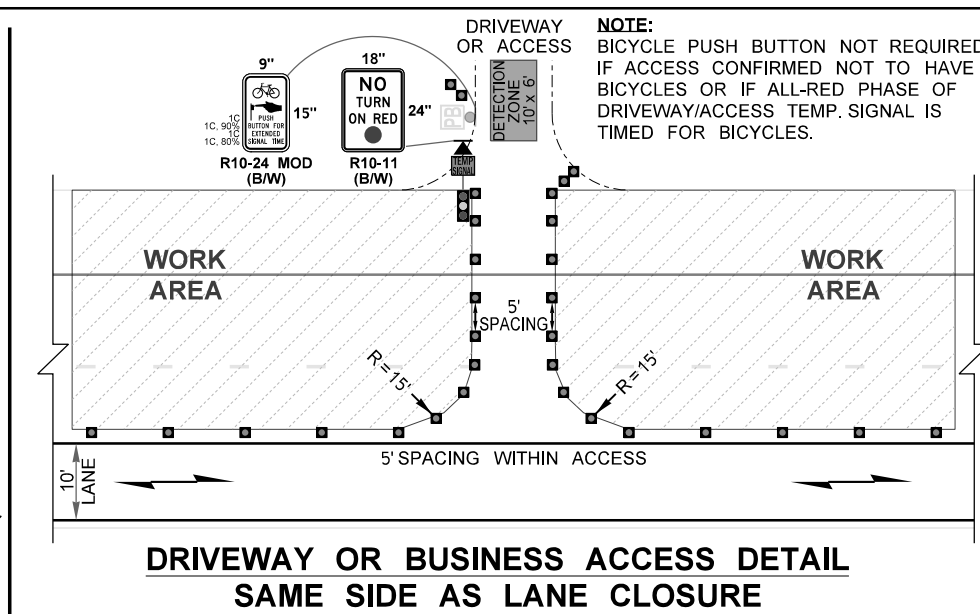 9"
PUSH
BUTTON FOR
EXTENDED
SIGNAL TIME
15"
1C
1C, 90%
1C
1C, 80%
R10-24 MOD
(B/W)
18"
NO
TURN
ON RED
24"
R10-11
(B/W)
DRIVEWAY
OR ACCESS
PB
DETECTION
ZONE
10' x 6'
TEMP
SIGNAL
NOTE:
BICYCLE PUSH BUTTON NOT REQUIRED
IF ACCESS CONFIRMED NOT TO HAVE
BICYCLES OR IF ALL-RED PHASE OF
DRIVEWAY/ACCESS TEMP. SIGNAL IS
TIMED FOR BICYCLES.
WORK
AREA
WORK
AREA
5'
SPACING
R=15'
R=15'
5' SPACING WITHIN ACCESS
10'
LANE
DRIVEWAY OR BUSINESS ACCESS DETAIL
SAME SIDE AS LANE CLOSURE